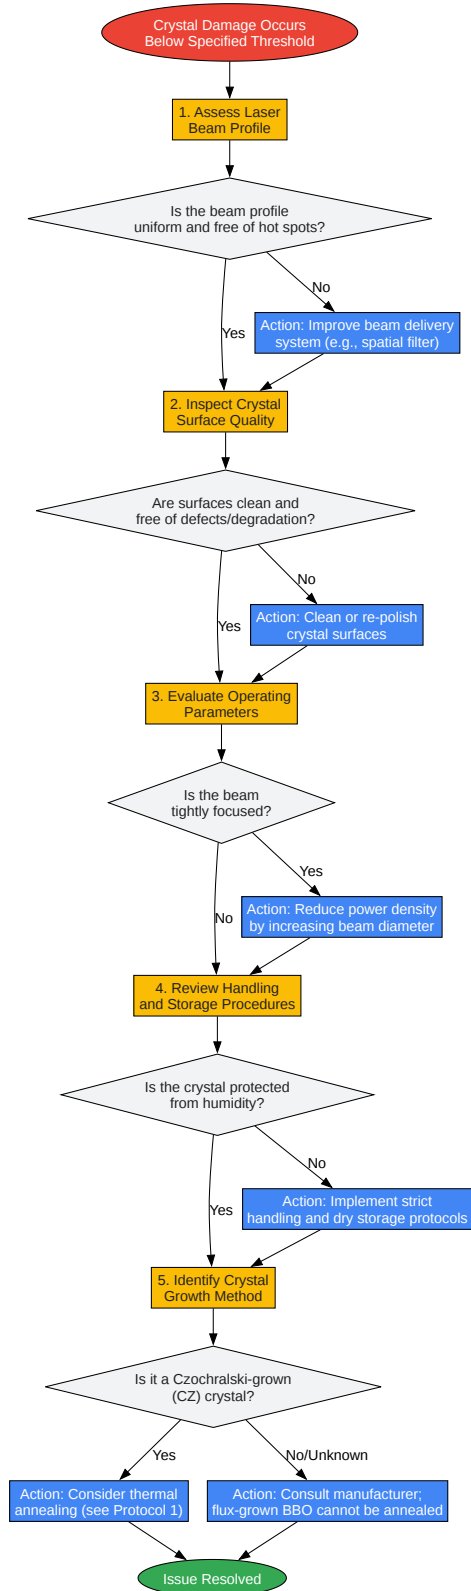 Crystal Damage Occurs
Below Specified Threshold
1. Assess Laser
Beam Profile
Is the beam profile
uniform and free of hot spots?
No
Yes
Action: Improve beam delivery
system (e.g., spatial filter)
2. Inspect Crystal
Surface Quality
Are surfaces clean and
free of defects/degradation?
No
Yes
Action: Clean or re-polish
crystal surfaces
3. Evaluate Operating
Parameters
Is the beam
tightly focused?
Yes
No
Action: Reduce power density
by increasing beam diameter
4. Review Handling
and Storage Procedures
Is the crystal protected
from humidity?
No
Yes
Action: Implement strict
handling and dry storage protocols
5. Identify Crystal
Growth Method
Is it a Czochralski-grown
(CZ) crystal?
Yes
No/Unknown
Action: Consider thermal
annealing (see Protocol 1)
Action: Consult manufacturer;
flux-grown BBO cannot be annealed
Issue Resolved